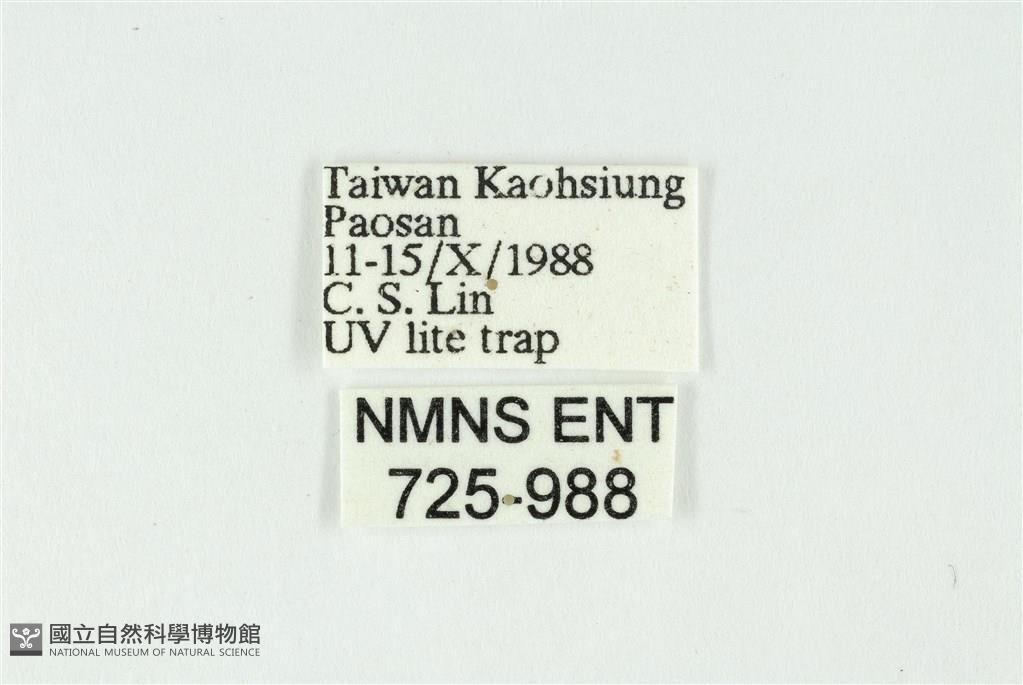 Taiwan Kaohsiung
Paosan
11-15/X/1988
C. S. Lin
UV lite trap
NMNS ENT
725-988
國立自然科學博物館
NATIONAL MUSEUM OF NATURAL SCIENCE